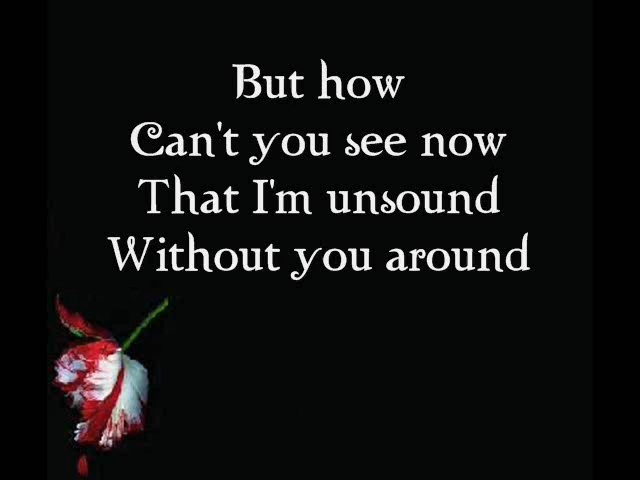 But how
Can't you see now
That I'm unsound
Without you around